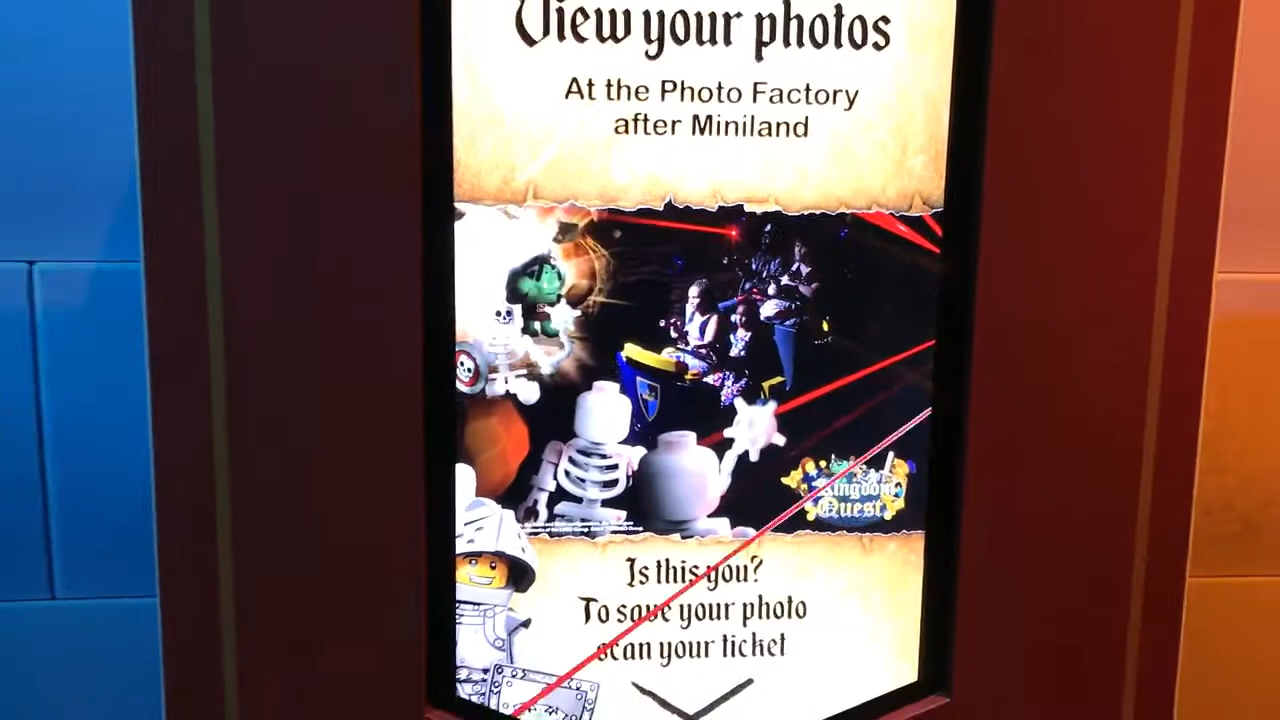 View your photos
At the Photo Factory
after Miniland
Kingdom
Quest
Is this you?
To save your photo
scan your ticket